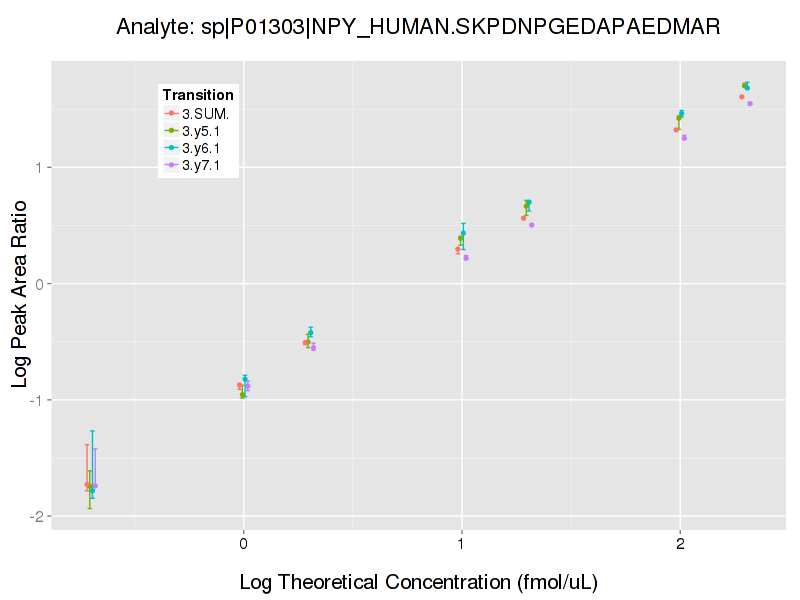 Analyte: sp|P01303|NPY_HUMAN.SKPDNPGEDAPAEDMAR
Transition
3.SUM.
3.y5.1
3.y6.1
3.y7.1
Log Peak Area Ratio
1
0
-1
-2
0
1
2
Log Theoretical Concentration (fmol/uL)